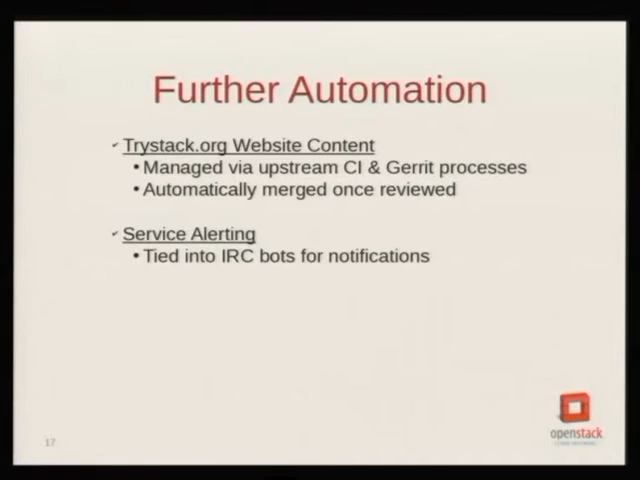 Further Automation
✓ Trystack.org Website Content
• Managed via upstream CI & Gerrit processes
• Automatically merged once reviewed
✓ Service Alerting
• Tied into IRC bots for notifications
17
openstack